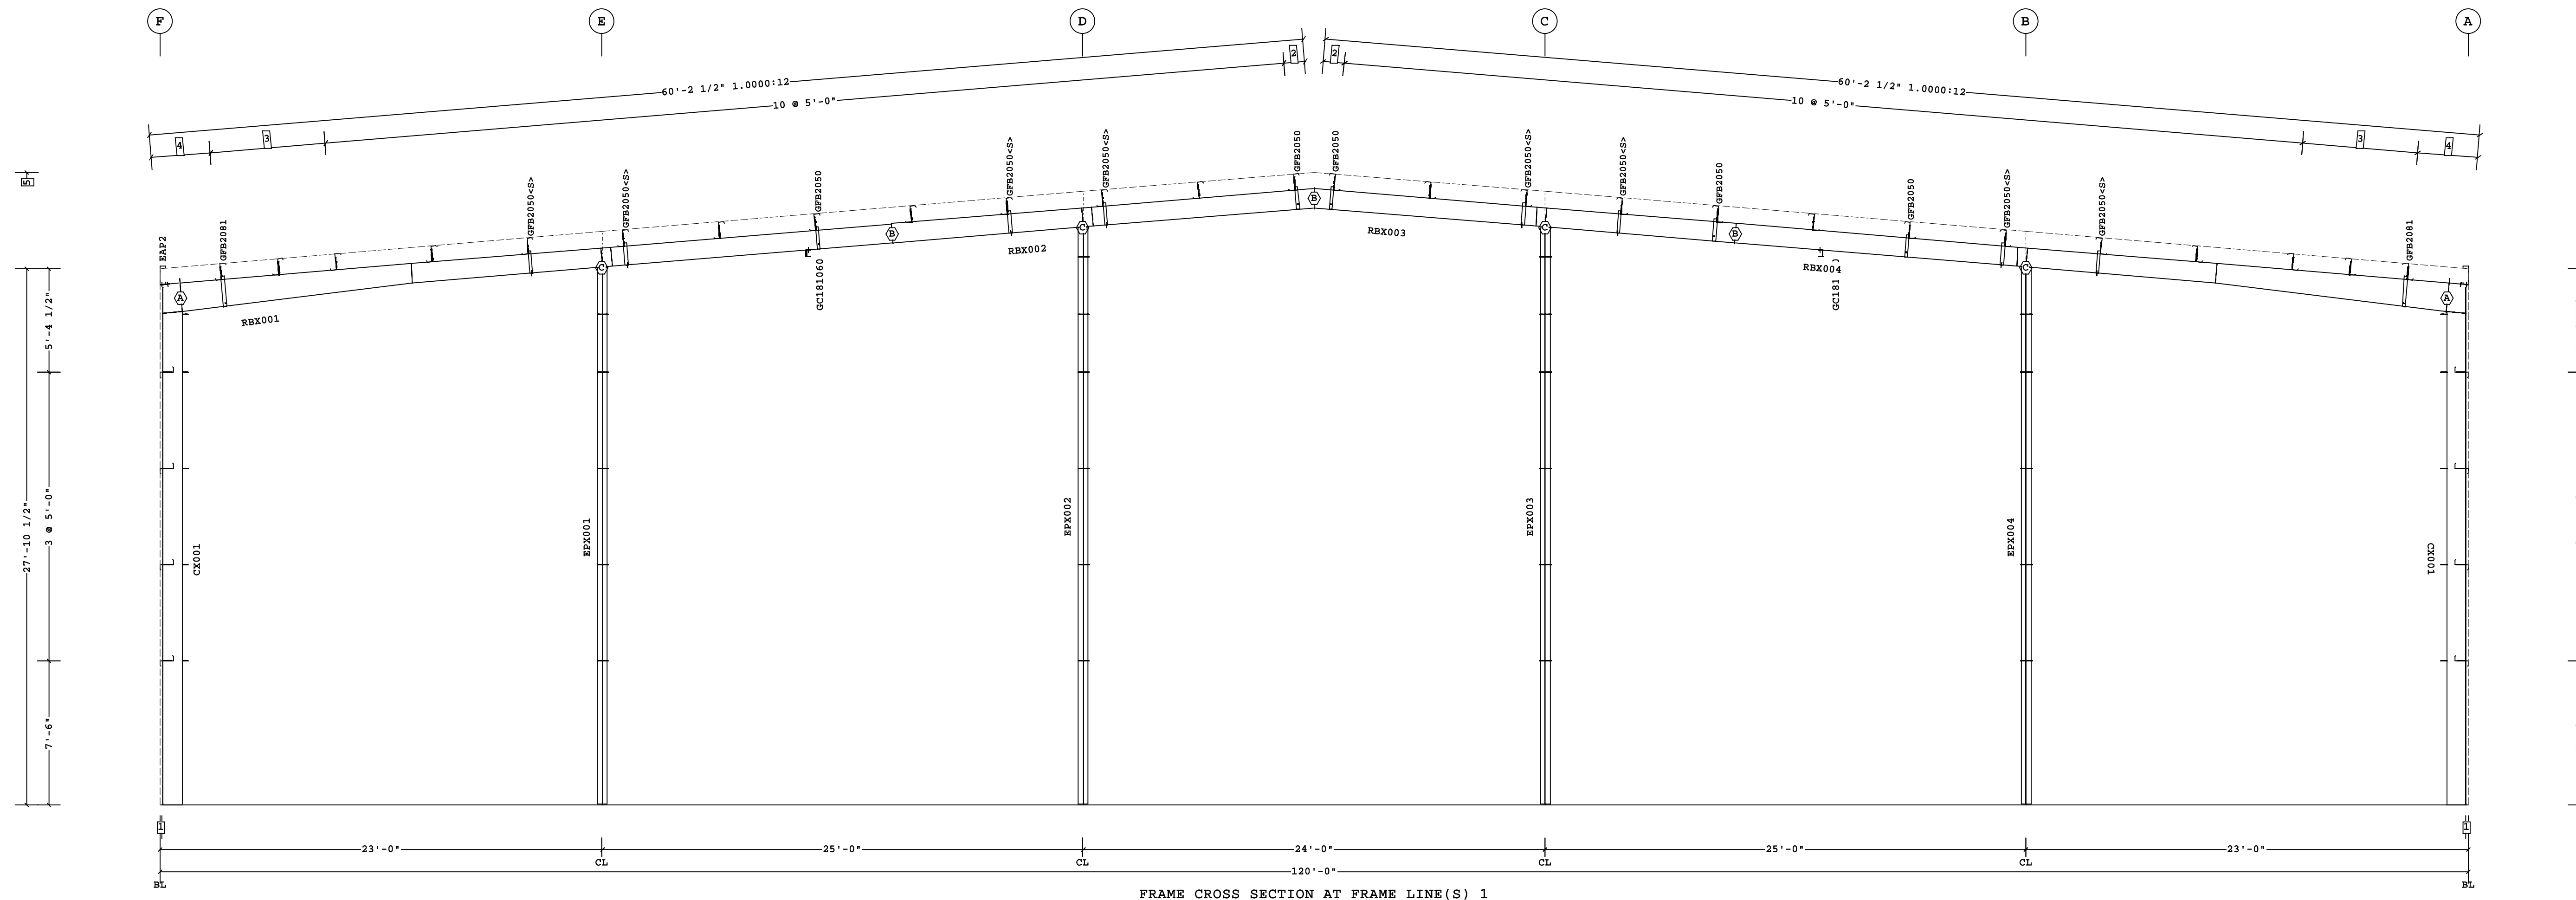 F
E
D
C
B
A
2
2
60'-2 1/2" 1.0000:12
10 @ 5'-0"
60'-2 1/2" 1.0000:12
10 @ 5'-0"
4
3
3
4
5
EAP2
GFB2081
GFB2050<S>
GFB2050<S>
GFB2050
GFB2050<S>
GFB2050<S>
GFB2050
GFB2050
GFB2050<S>
GFB2050<S>
GFB2050
GFB2050
GFB2050<S>
GFB2050<S>
GFB2081
A
C
B
C
B
C
B
C
A
RBX001
RBX002
RBX003
RBX004
GC181060
GC181
5'-4 1/2"
27'-10 1/2"
3 @ 5'-0"
7'-6"
CX001
EPX001
EPX002
EPX003
EPX004
CX001
1
1
23'-0"
25'-0"
24'-0"
25'-0"
23'-0"
CL
CL
CL
CL
120'-0"
BL
BL
FRAME CROSS SECTION AT FRAME LINE(S) 1